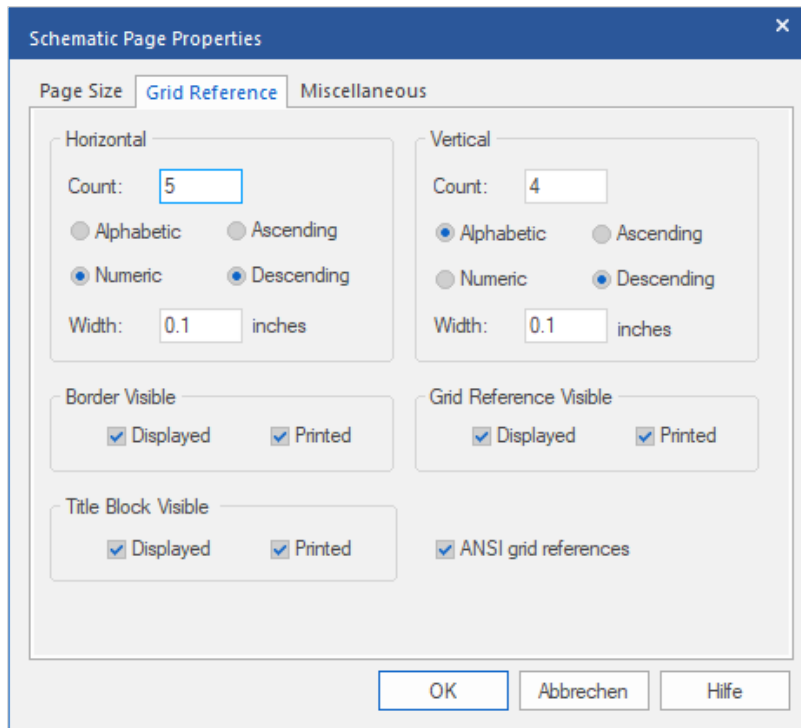 Schematic Page Properties
Page Size Grid Reference Miscellaneous
Horizontal
Count: 5
Alphabetic Ascending
Numeric Descending
Width: 0.1 inches
Vertical
Count: 4
Alphabetic Ascending
Numeric Descending
Width: 0.1 inches
Border Visible
Displayed Printed
Grid Reference Visible
Displayed Printed
Title Block Visible
Displayed Printed
ANSI grid references
OK Abbrechen Hilfe